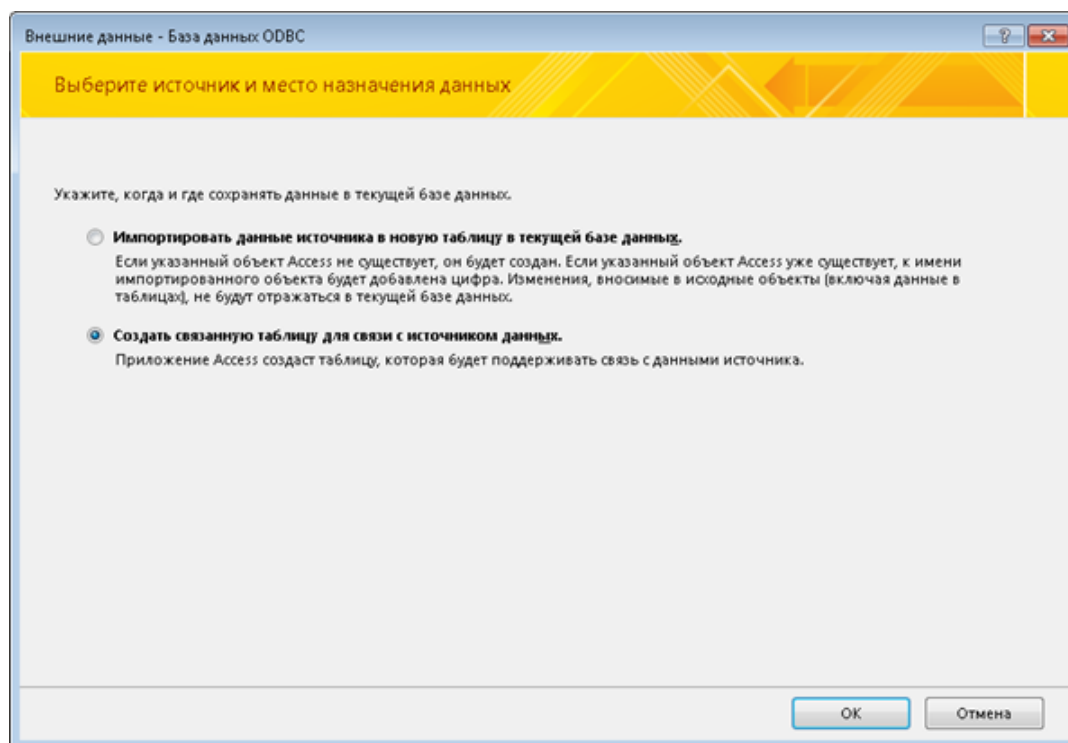 Внешние данные - База данных ODBC
Выберите источник и место назначения данных
Укажите, когда и где сохранять данные в текущей базе данных.
Импортировать данные источника в новую таблицу в текущей базе данных.
Если указанный объект Access не существует, он будет создан. Если указанный объект Access уже существует, к имени
импортированного объекта будет добавлена цифра. Изменения, вносимые в исходные объекты (включая данные в
таблицах), не будут отражаться в текущей базе данных.
Создать связанную таблицу для связи с источником данных.
Приложение Access создаст таблицу, которая будет поддерживать связь с данными источника.
ОК Отмена